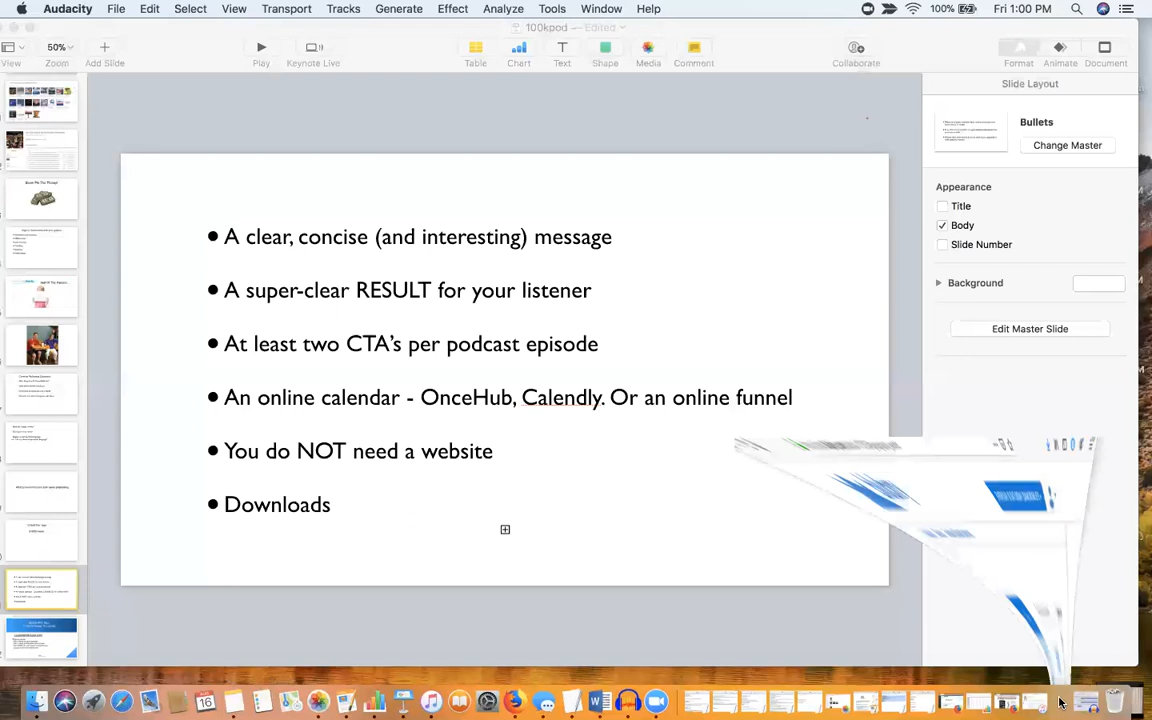 Audacity File Edit Select View Transport Tracks Generate Effect Analyze Tools Window Help 100% Fri 1:00 PM
100kpod — Edited
50%
View Zoom Add Slide Play Keynote Live Table Chart Text Shape Media Comment Collaborate Format Animate Document
Slide Layout
Bullets
Change Master
Appearance
Title
Body
Slide Number
Background
Edit Master Slide
• A clear, concise (and interesting) message
• A super-clear RESULT for your listener
• At least two CTA's per podcast episode
• An online calendar - OnceHub, Calendly. Or an online funnel
• You do NOT need a website
• Downloads
AUG
16